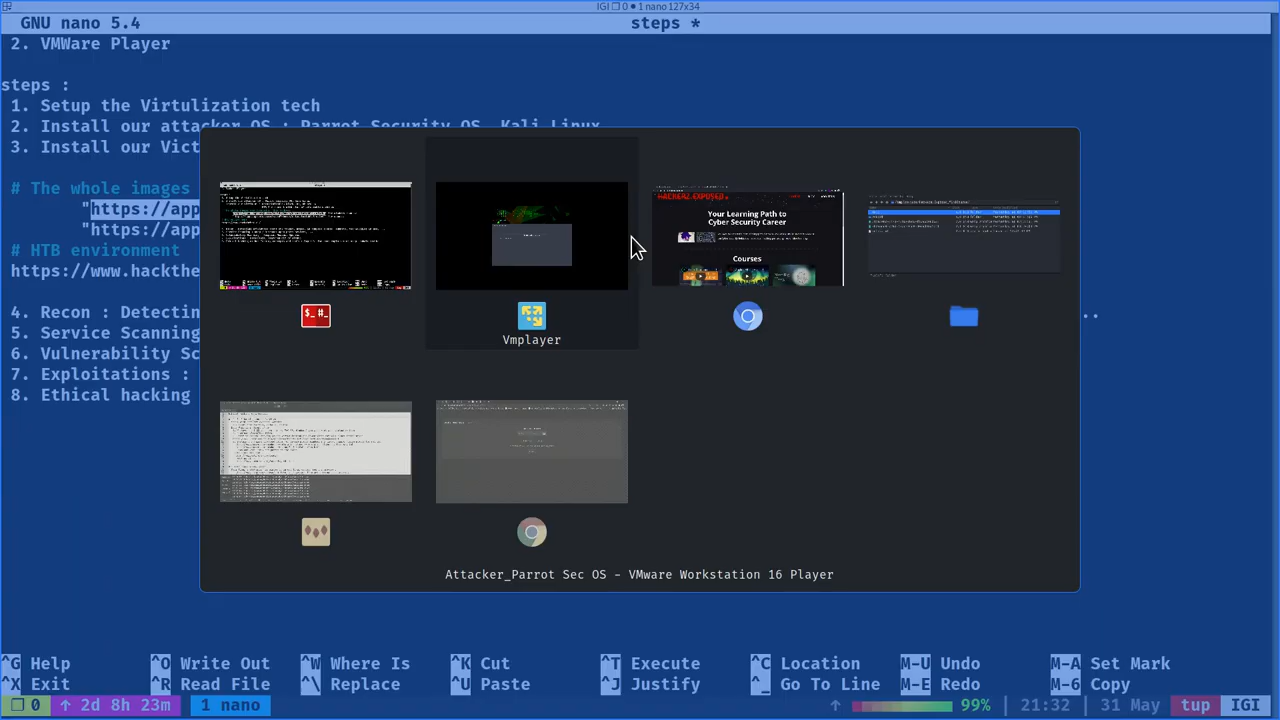 IGI ❐ 0 ● 1 nano 127x34
GNU nano 5.4 steps *
2. VMWare Player
steps :
1. Setup the Virtulization tech
2. Install our attacker OS : Parrot Security OS, Kali Linux
3. Install our Vict
# The whole images
"https://app
"https://app
# HTB environment
https://www.hackthe
4. Recon : Detectin
5. Service Scanning
6. Vulnerability Sc
7. Exploitations :
8. Ethical hacking
HACKERZ EXPOSED
Your Learning Path to
Cyber Security Career
Courses
$_ #_
Vmplayer
Attacker_Parrot Sec OS - VMware Workstation 16 Player
^G Help ^O Write Out ^W Where Is ^K Cut ^T Execute ^C Location M-U Undo M-A Set Mark
^X Exit ^R Read File ^\ Replace ^U Paste ^J Justify ^_ Go To Line M-E Redo M-6 Copy
❐ 0 ↑ 2d 8h 23m 1 nano ↑ 99% | 21:32 | 31 May tup IGI